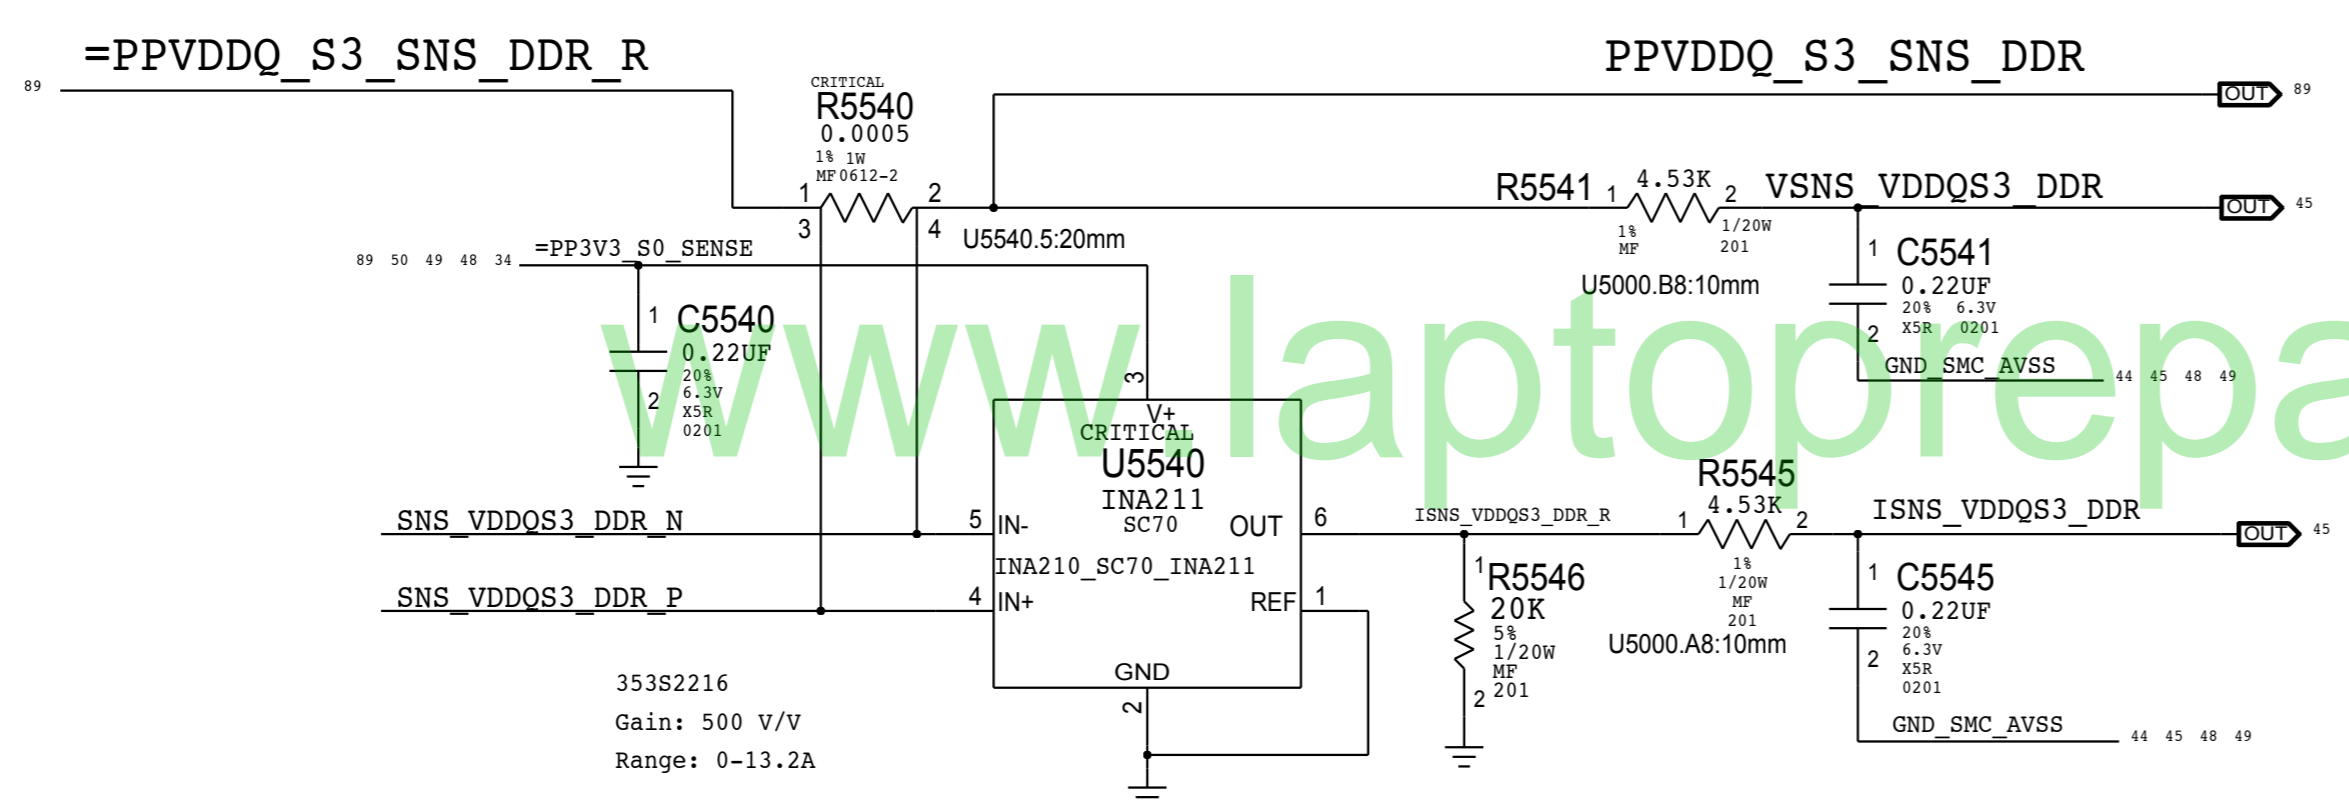 =PPVDDQ_S3_SNS_DDR_R
PPVDDQ_S3_SNS_DDR
89
OUT
89
CRITICAL
R5540
0.0005
1% 1W
MF 0612-2
1
2
3
4
U5540.5:20mm
R5541
1
4.53K
2
1%
MF
1/20W
201
VSNS_VDDQS3_DDR
OUT
45
U5000.B8:10mm
1
C5541
0.22UF
20% 6.3V
X5R 0201
2
GND_SMC_AVSS
44 45 48 49
89 50 49 48 34
=PP3V3_S0_SENSE
1
C5540
0.22UF
20%
6.3V
X5R
0201
2
www.laptoprepa
3
V+
CRITICAL
U5540
INA211
SC70
INA210_SC70_INA211
5
IN-
4
IN+
OUT
6
REF
1
GND
2
SNS_VDDQS3_DDR_N
SNS_VDDQS3_DDR_P
ISNS_VDDQS3_DDR_R
R5545
4.53K
1
2
1%
1/20W
MF
201
U5000.A8:10mm
ISNS_VDDQS3_DDR
OUT
45
1
R5546
20K
5%
1/20W
MF
201
2
1
C5545
0.22UF
20%
6.3V
X5R
0201
2
GND_SMC_AVSS
44 45 48 49
353S2216
Gain: 500 V/V
Range: 0-13.2A